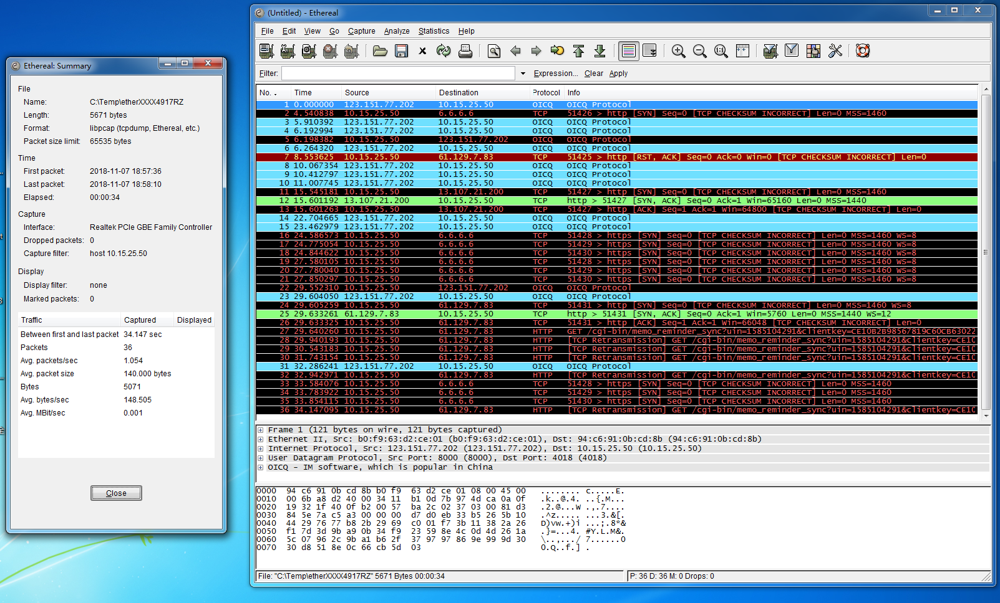 Ethereal: Summary
File
Name: C:\Temp\etherXXXX4917RZ
Length: 5671 bytes
Format: libpcap (tcpdump, Ethereal, etc.)
Packet size limit: 65535 bytes
Time
First packet: 2018-11-07 18:57:36
Last packet: 2018-11-07 18:58:10
Elapsed: 00:00:34
Capture
Interface: Realtek PCIe GBE Family Controller
Dropped packets: 0
Capture filter: host 10.15.25.50
Display
Display filter: none
Marked packets: 0
Traffic Captured Displayed
Between first and last packet 34.147 sec
Packets 36
Avg. packets/sec 1.054
Avg. packet size 140.000 bytes
Bytes 5071
Avg. bytes/sec 148.505
Avg. MBit/sec 0.001
Close
(Untitled) - Ethereal
File Edit View Go Capture Analyze Statistics Help
Filter: Expression... Clear Apply
No. . Time Source Destination Protocol Info
1 0.000000 123.151.77.202 10.15.25.50 OICQ OICQ Protocol
2 4.540838 10.15.25.50 6.6.6.6 TCP 51426 > http [SYN] Seq=0 [TCP CHECKSUM INCORRECT] Len=0 MSS=1460
3 5.910392 123.151.77.202 10.15.25.50 OICQ OICQ Protocol
4 6.192994 123.151.77.202 10.15.25.50 OICQ OICQ Protocol
5 6.198382 10.15.25.50 123.151.77.202 OICQ OICQ Protocol
6 6.264320 123.151.77.202 10.15.25.50 OICQ OICQ Protocol
7 8.553625 10.15.25.50 61.129.7.83 TCP 51425 > http [RST, ACK] Seq=0 Ack=0 Win=0 [TCP CHECKSUM INCORRECT] Len=0
8 10.067354 123.151.77.202 10.15.25.50 OICQ OICQ Protocol
9 10.412797 123.151.77.202 10.15.25.50 OICQ OICQ Protocol
10 11.007745 123.151.77.202 10.15.25.50 OICQ OICQ Protocol
11 15.545181 10.15.25.50 13.107.21.200 TCP 51427 > http [SYN] Seq=0 [TCP CHECKSUM INCORRECT] Len=0 MSS=1460
12 15.601192 13.107.21.200 10.15.25.50 TCP http > 51427 [SYN, ACK] Seq=0 Ack=1 Win=65160 Len=0 MSS=1440
13 15.601263 10.15.25.50 13.107.21.200 TCP 51427 > http [ACK] Seq=1 Ack=1 Win=64800 [TCP CHECKSUM INCORRECT] Len=0
14 22.704665 123.151.77.202 10.15.25.50 OICQ OICQ Protocol
15 23.462979 123.151.77.202 10.15.25.50 OICQ OICQ Protocol
16 24.586573 10.15.25.50 6.6.6.6 TCP 51428 > https [SYN] Seq=0 [TCP CHECKSUM INCORRECT] Len=0 MSS=1460 WS=8
17 24.775054 10.15.25.50 6.6.6.6 TCP 51429 > https [SYN] Seq=0 [TCP CHECKSUM INCORRECT] Len=0 MSS=1460 WS=8
18 24.844622 10.15.25.50 6.6.6.6 TCP 51430 > https [SYN] Seq=0 [TCP CHECKSUM INCORRECT] Len=0 MSS=1460 WS=8
19 27.580105 10.15.25.50 6.6.6.6 TCP 51428 > https [SYN] Seq=0 [TCP CHECKSUM INCORRECT] Len=0 MSS=1460 WS=8
20 27.780040 10.15.25.50 6.6.6.6 TCP 51429 > https [SYN] Seq=0 [TCP CHECKSUM INCORRECT] Len=0 MSS=1460 WS=8
21 27.850297 10.15.25.50 6.6.6.6 TCP 51430 > https [SYN] Seq=0 [TCP CHECKSUM INCORRECT] Len=0 MSS=1460 WS=8
22 29.552310 10.15.25.50 123.151.77.202 OICQ OICQ Protocol
23 29.604050 123.151.77.202 10.15.25.50 OICQ OICQ Protocol
24 29.605259 10.15.25.50 61.129.7.83 TCP 51431 > http [SYN] Seq=0 [TCP CHECKSUM INCORRECT] Len=0 MSS=1460 WS=8
25 29.633261 61.129.7.83 10.15.25.50 TCP http > 51431 [SYN, ACK] Seq=0 Ack=1 Win=5760 Len=0 MSS=1440 WS=12
26 29.633325 10.15.25.50 61.129.7.83 TCP 51431 > http [ACK] Seq=1 Ack=1 Win=66048 [TCP CHECKSUM INCORRECT] Len=0
27 29.640260 10.15.25.50 61.129.7.83 HTTP GET /cgi-bin/memo_reminder_sync?uin=1585104291&clientkey=CE10B2B98567819C60CB63022
28 29.940193 10.15.25.50 61.129.7.83 HTTP [TCP Retransmission] GET /cgi-bin/memo_reminder_sync?uin=1585104291&clientkey=CE10
29 30.543183 10.15.25.50 61.129.7.83 HTTP [TCP Retransmission] GET /cgi-bin/memo_reminder_sync?uin=1585104291&clientkey=CE10
30 31.743154 10.15.25.50 61.129.7.83 HTTP [TCP Retransmission] GET /cgi-bin/memo_reminder_sync?uin=1585104291&clientkey=CE10
31 32.286241 123.151.77.202 10.15.25.50 OICQ OICQ Protocol
32 32.942971 10.15.25.50 61.129.7.83 HTTP [TCP Retransmission] GET /cgi-bin/memo_reminder_sync?uin=1585104291&clientkey=CE10
33 33.584076 10.15.25.50 6.6.6.6 TCP 51428 > https [SYN] Seq=0 [TCP CHECKSUM INCORRECT] Len=0 MSS=1460
34 33.783922 10.15.25.50 6.6.6.6 TCP 51429 > https [SYN] Seq=0 [TCP CHECKSUM INCORRECT] Len=0 MSS=1460
35 33.854115 10.15.25.50 6.6.6.6 TCP 51430 > https [SYN] Seq=0 [TCP CHECKSUM INCORRECT] Len=0 MSS=1460
36 34.147095 10.15.25.50 61.129.7.83 HTTP [TCP Retransmission] GET /cgi-bin/memo_reminder_sync?uin=1585104291&clientkey=CE10
Frame 1 (121 bytes on wire, 121 bytes captured)
Ethernet II, Src: b0:f9:63:d2:ce:01 (b0:f9:63:d2:ce:01), Dst: 94:c6:91:0b:cd:8b (94:c6:91:0b:cd:8b)
Internet Protocol, Src: 123.151.77.202 (123.151.77.202), Dst: 10.15.25.50 (10.15.25.50)
User Datagram Protocol, Src Port: 8000 (8000), Dst Port: 4018 (4018)
OICQ - IM software, which is popular in China
0000 94 c6 91 0b cd 8b b0 f9 63 d2 ce 01 08 00 45 00 ........ c.....E.
0010 00 6b a8 d2 40 00 34 11 b1 0d 7b 97 4d ca 0a 0f .k..@.4. ..{.M...
0020 19 32 1f 40 0f b2 00 57 ba 2c 02 37 03 00 81 d3 .2.@...W .,.7....
0030 84 5e 7a c5 a3 00 00 00 d7 d0 eb 33 b5 26 5b 10 .^z..... ...3.&[.
0040 44 29 76 77 b8 2b 29 69 c0 01 f7 3b 11 38 2a 26 D)vw.+)i ...;.8*&
0050 f1 7d 3d 9b a9 0b 34 f9 23 59 8e 4c 0d 4d 26 1a .}=...4. #Y.L.M&.
0060 5c 07 96 2c 9b a1 b6 2f 37 97 97 86 9e 99 9d 30 \..,.../ 7......0
0070 30 d8 51 8e 0c 66 cb 5d 03 0.Q..f.] .
File: "C:\Temp\etherXXXX4917RZ" 5671 Bytes 00:00:34
P: 36 D: 36 M: 0 Drops: 0